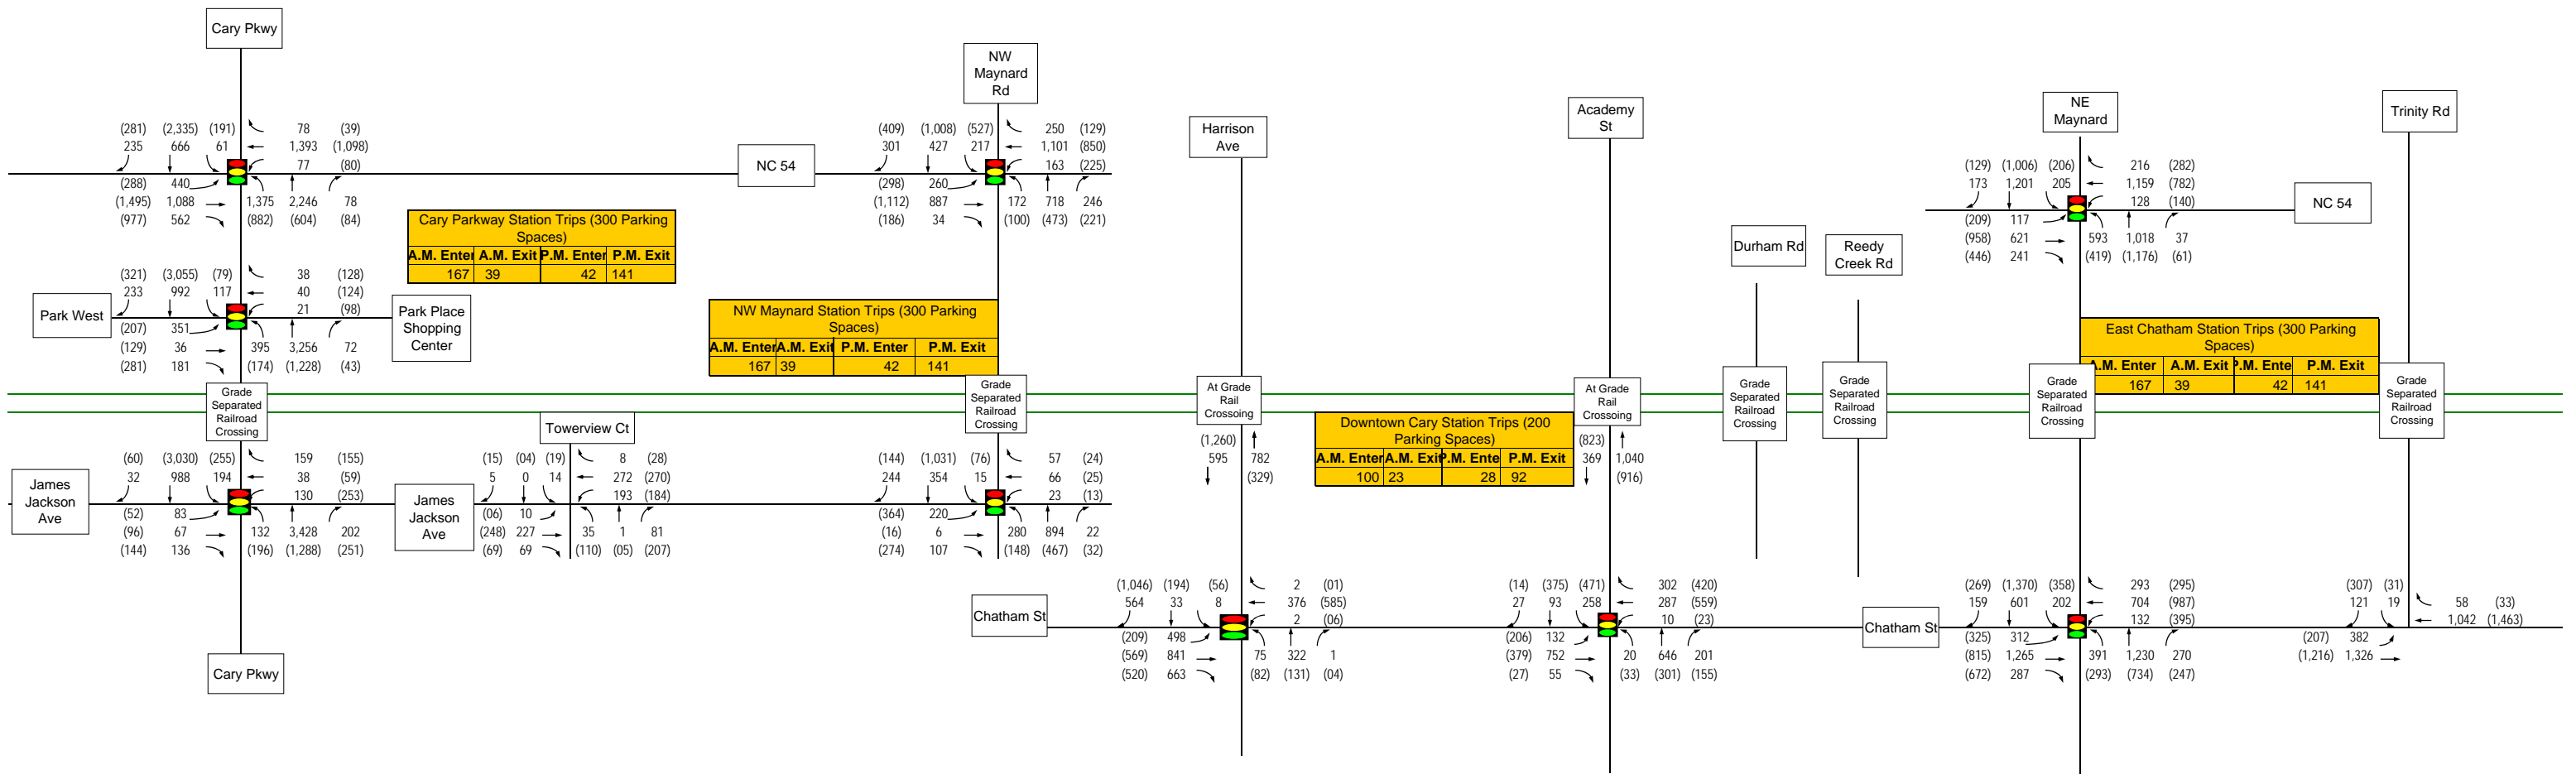 Cary Pkwy
(281) (2,335) (191) 78 (39)
235 666 61 1,393 (1,098)
77 (80)
(288) 440
(1,495) 1,088 1,375 2,246 78
(977) 562 (882) (604) (84)
NC 54
NW
Maynard
Rd
(409) (1,008) (527) 250 (129)
301 427 217 1,101 (850)
163 (225)
(298) 260
(1,112) 887 172 718 246
(186) 34 (100) (473) (221)
Cary Parkway Station Trips (300 Parking
Spaces)
A.M. Enter A.M. Exit P.M. Enter P.M. Exit
167 39 42 141
(321) (3,055) (79) 38 (128)
233 992 117 40 (124)
21 (98)
Park West
(207) 351
(129) 36 395 3,256 72
(281) 181 (174) (1,228) (43)
Park Place
Shopping
Center
NW Maynard Station Trips (300 Parking
Spaces)
A.M. Enter A.M. Exit P.M. Enter P.M. Exit
167 39 42 141
Grade
Separated
Railroad
Crossing
Grade
Separated
Railroad
Crossing
Towerview Ct
(60) (3,030) (255) 159 (155)
32 988 194 38 (59)
130 (253)
James
Jackson
Ave
(52) 83
(96) 67 132 3,428 202
(144) 136 (196) (1,288) (251)
James
Jackson
Ave
(15) (04) (19) 8 (28)
5 0 14 272 (270)
193 (184)
(06) 10
(248) 227 35 1 81
(69) 69 (110) (05) (207)
(144) (1,031) (76) 57 (24)
244 354 15 66 (25)
23 (13)
(364) 220
(16) 6 280 894 22
(274) 107 (148) (467) (32)
Cary Pkwy
Harrison
Ave
At Grade
Rail
Crossoing
(1,260)
595 782
(329)
Chatham St
(1,046) (194) (56) 2 (01)
564 33 8 376 (585)
2 (06)
(209) 498
(569) 841 75 322 1
(520) 663 (82) (131) (04)
Downtown Cary Station Trips (200
Parking Spaces)
A.M. Enter A.M. Exit P.M. Ente P.M. Exit
100 23 28 92
Academy
St
At Grade
Rail
Crossoing
(823)
369 1,040
(916)
(14) (375) (471) 302 (420)
27 93 258 287 (559)
10 (23)
(206) 132
(379) 752 20 646 201
(27) 55 (33) (301) (155)
Durham Rd
Grade
Separated
Railroad
Crossing
Reedy
Creek Rd
Grade
Separated
Railroad
Crossing
NE
Maynard
(129) (1,006) (206) 216 (282)
173 1,201 205 1,159 (782)
128 (140)
(209) 117
(958) 621 593 1,018 37
(446) 241 (419) (1,176) (61)
NC 54
East Chatham Station Trips (300 Parking
Spaces)
A.M. Enter A.M. Exit P.M. Ente P.M. Exit
167 39 42 141
Grade
Separated
Railroad
Crossing
Chatham St
(269) (1,370) (358) 293 (295)
159 601 202 704 (987)
132 (395)
(325) 312
(815) 1,265 391 1,230 270
(672) 287 (293) (734) (247)
Trinity Rd
Grade
Separated
Railroad
Crossing
(307) (31)
121 19 58 (33)
1,042 (1,463)
(207) 382
(1,216) 1,326